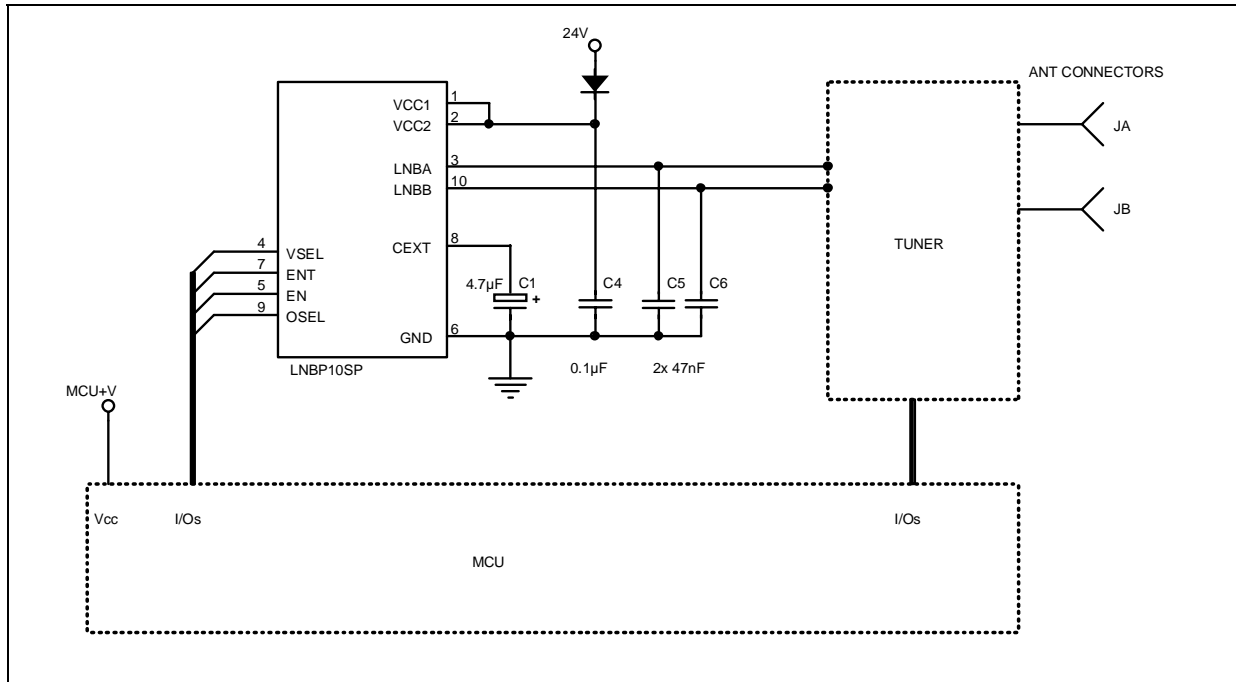 24V
ANT CONNECTORS
VCC1
1
VCC2
2
JA
LNBA
3
LNBB
10
JB
TUNER
4
VSEL
CEXT
8
7
ENT
4.7µF
C1
+
C4
C5
C6
5
EN
9
OSEL
GND
6
LNBP10SP
0.1µF
2x 47nF
MCU+V
Vcc
I/Os
I/Os
MCU